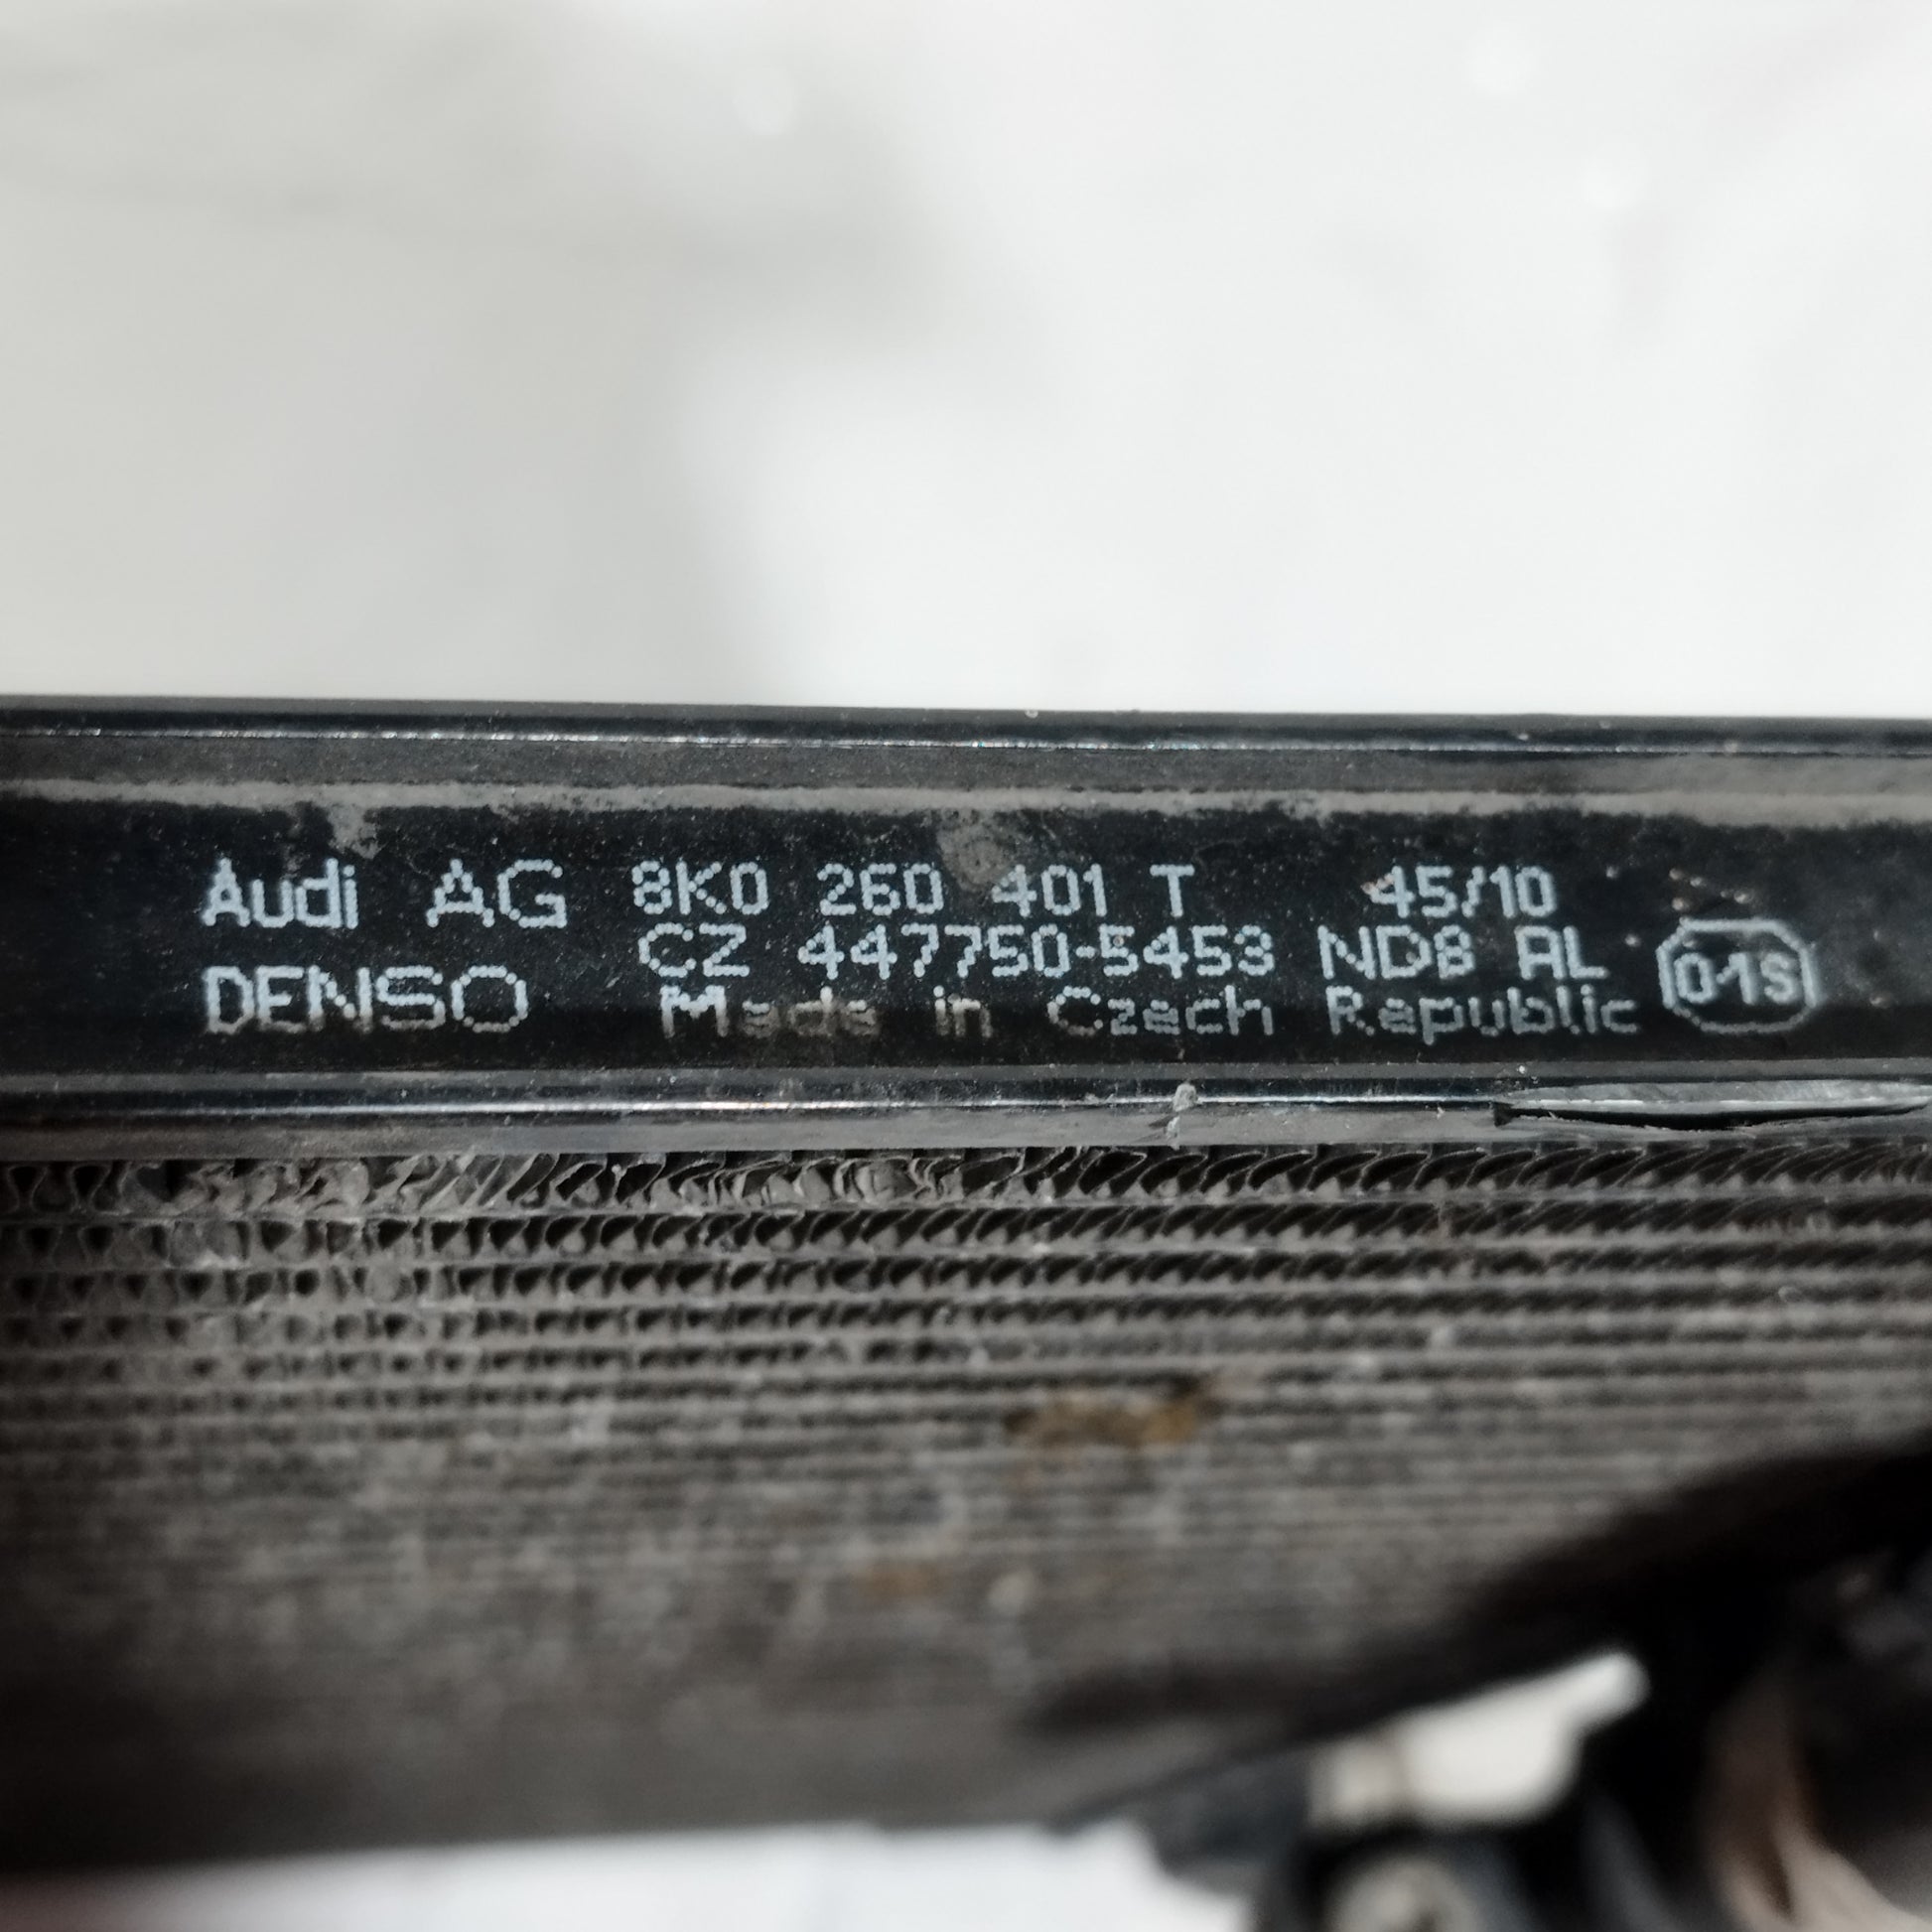 Audi AG 8K0 260 401 T 45/10
DENSO CZ 447750-5453 ND8 AL 01S
Made in Czech Republic